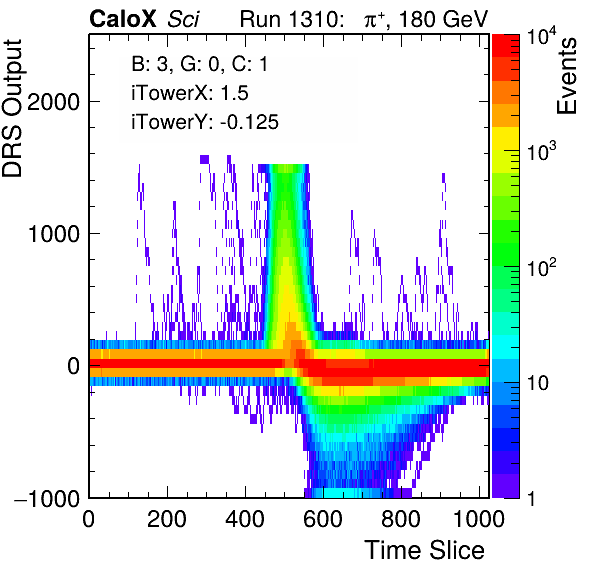 CaloX Sci Run 1310: π⁺, 180 GeV
B: 3, G: 0, C: 1
iTowerX: 1.5
iTowerY: -0.125
DRS Output
2000
1000
0
−1000
0 200 400 600 800 1000
Time Slice
Events
10⁴
10³
10²
10
1